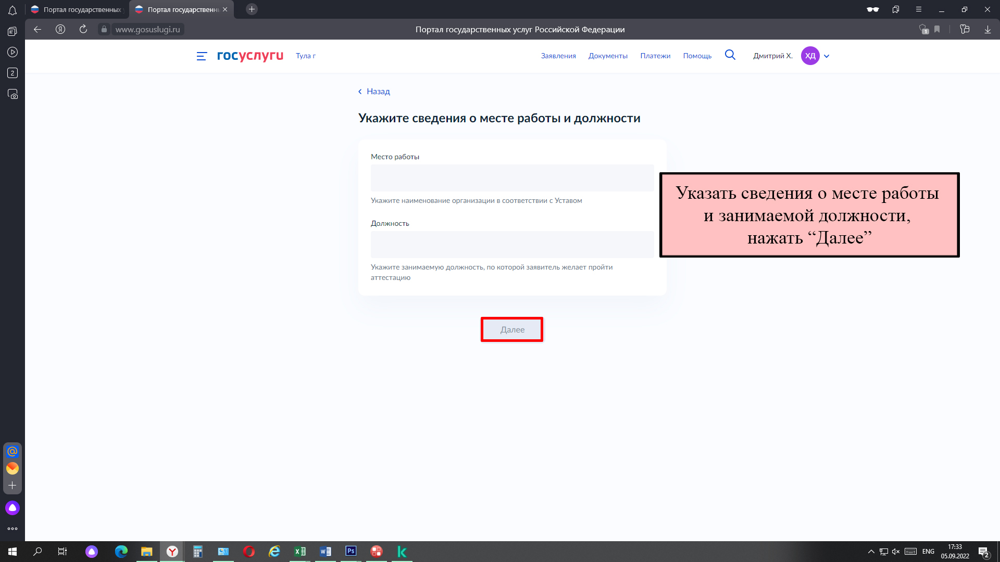 Портал государственных
Портал государственн
www.gosuslugi.ru
Портал государственных услуг Российской Федерации
1
2
госуслуги
Тула г
Заявления
Документы
Платежи
Помощь
Дмитрий Х.
ХД
Назад
Укажите сведения о месте работы и должности
Место работы
Укажите наименование организации в соответствии с Уставом
Должность
Укажите занимаемую должность, по которой заявитель желает пройти
аттестацию
Далее
Указать сведения о месте работы
и занимаемой должности,
нажать “Далее”
Ps
ENG
17:33
05.09.2022
2